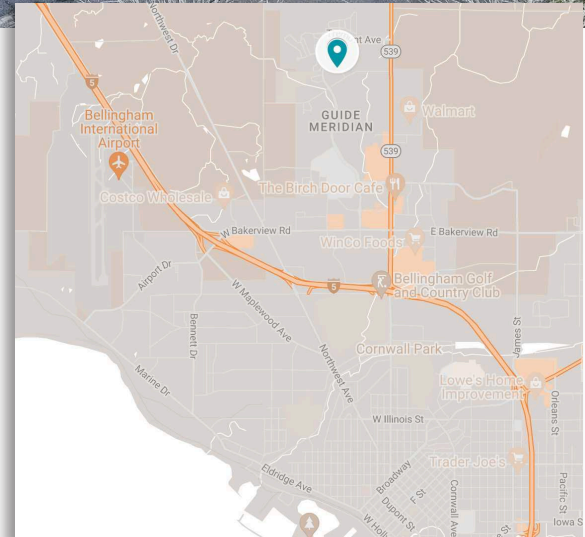 Northwest Dr
nt Ave
539
5
Walmart
Bellingham
International
Airport
GUIDE
MERIDIAN
539
Costco Wholesale
The Birch Door Cafe
W Bakerview Rd
E Bakerview Rd
WinCo Foods
Airport Dr
5
Bellingham Golf
and Country Club
W Maplewood Ave
Bennett Dr
James St
Northwest Ave
Cornwall Park
Marine Dr
Lowe's Home
Improvement
Orleans St
W Illinois St
Trader Joe's
Eldridge Ave
Broadway
F St
Dupont St
Cornwall Ave
Pacific St
W Holly
Iowa S
St